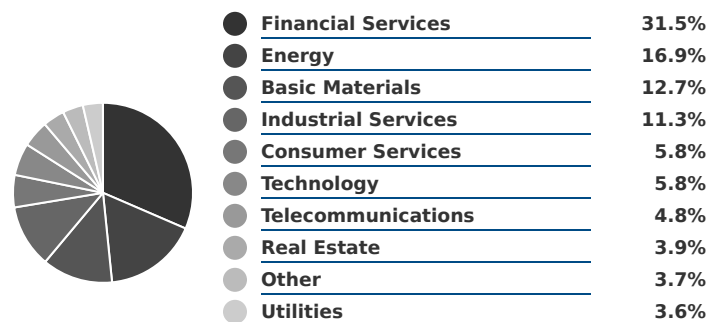 Financial Services 31.5%
Energy 16.9%
Basic Materials 12.7%
Industrial Services 11.3%
Consumer Services 5.8%
Technology 5.8%
Telecommunications 4.8%
Real Estate 3.9%
Other 3.7%
Utilities 3.6%